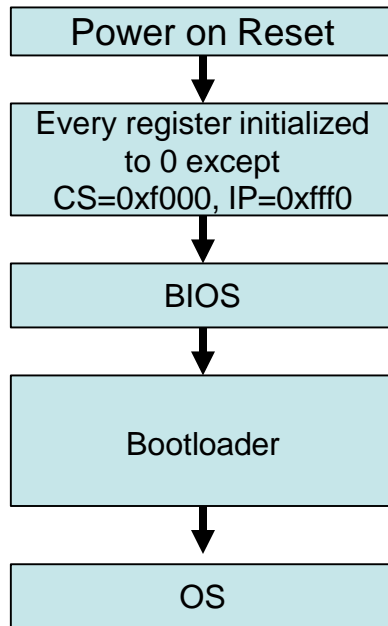 Power on Reset
Every register initialized
to 0 except
CS=0xf000, IP=0xfff0
BIOS
Bootloader
OS